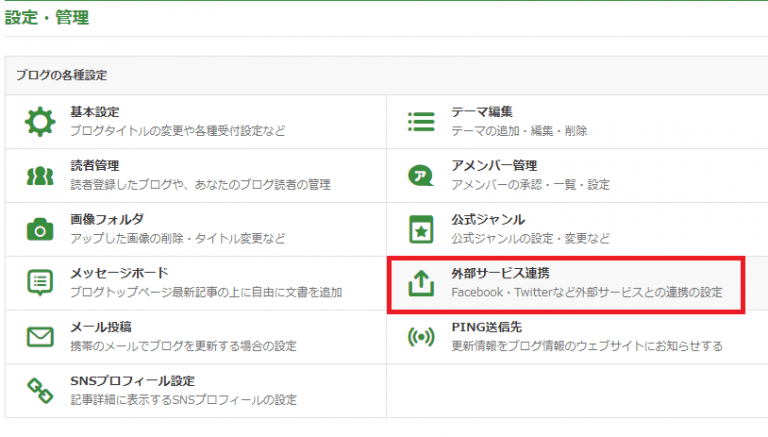 設定・管理
ブログの各種設定
基本設定
ブログタイトルの変更や各種受付設定など
テーマ編集
テーマの追加・編集・削除
読者管理
読者登録したブログや、あなたのブログ読者の管理
ア
アメンバー管理
アメンバーの承認・一覧・設定
画像フォルダ
アップした画像の削除・タイトル変更など
公式ジャンル
公式ジャンルの設定・変更など
メッセージボード
ブログトップページ最新記事の上に自由に文書を追加
外部サービス連携
Facebook・Twitterなど外部サービスとの連携の設定
メール投稿
携帯のメールでブログを更新する場合の設定
PING送信先
更新情報をブログ情報のウェブサイトにお知らせする
SNSプロフィール設定
記事詳細に表示するSNSプロフィールの設定